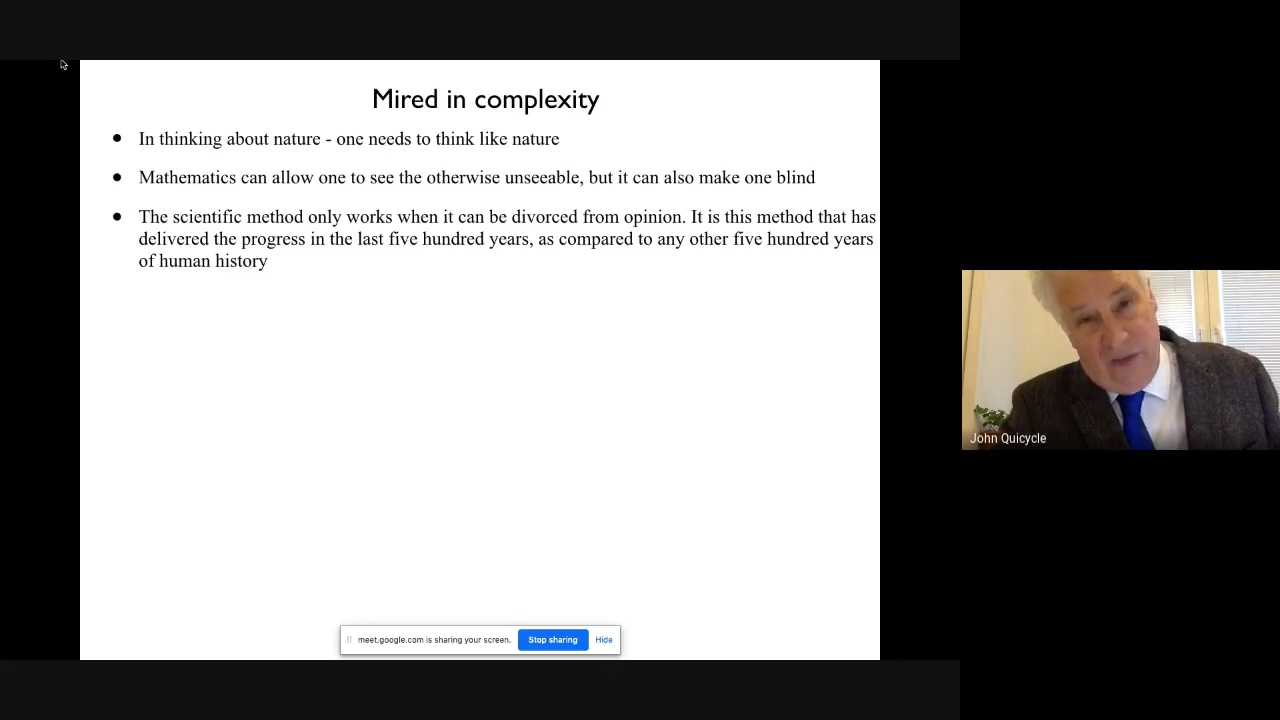 Mired in complexity
● In thinking about nature - one needs to think like nature
● Mathematics can allow one to see the otherwise unseeable, but it can also make one blind
● The scientific method only works when it can be divorced from opinion. It is this method that has
delivered the progress in the last five hundred years, as compared to any other five hundred years
of human history
John Quicycle
meet.google.com is sharing your screen. Stop sharing Hide